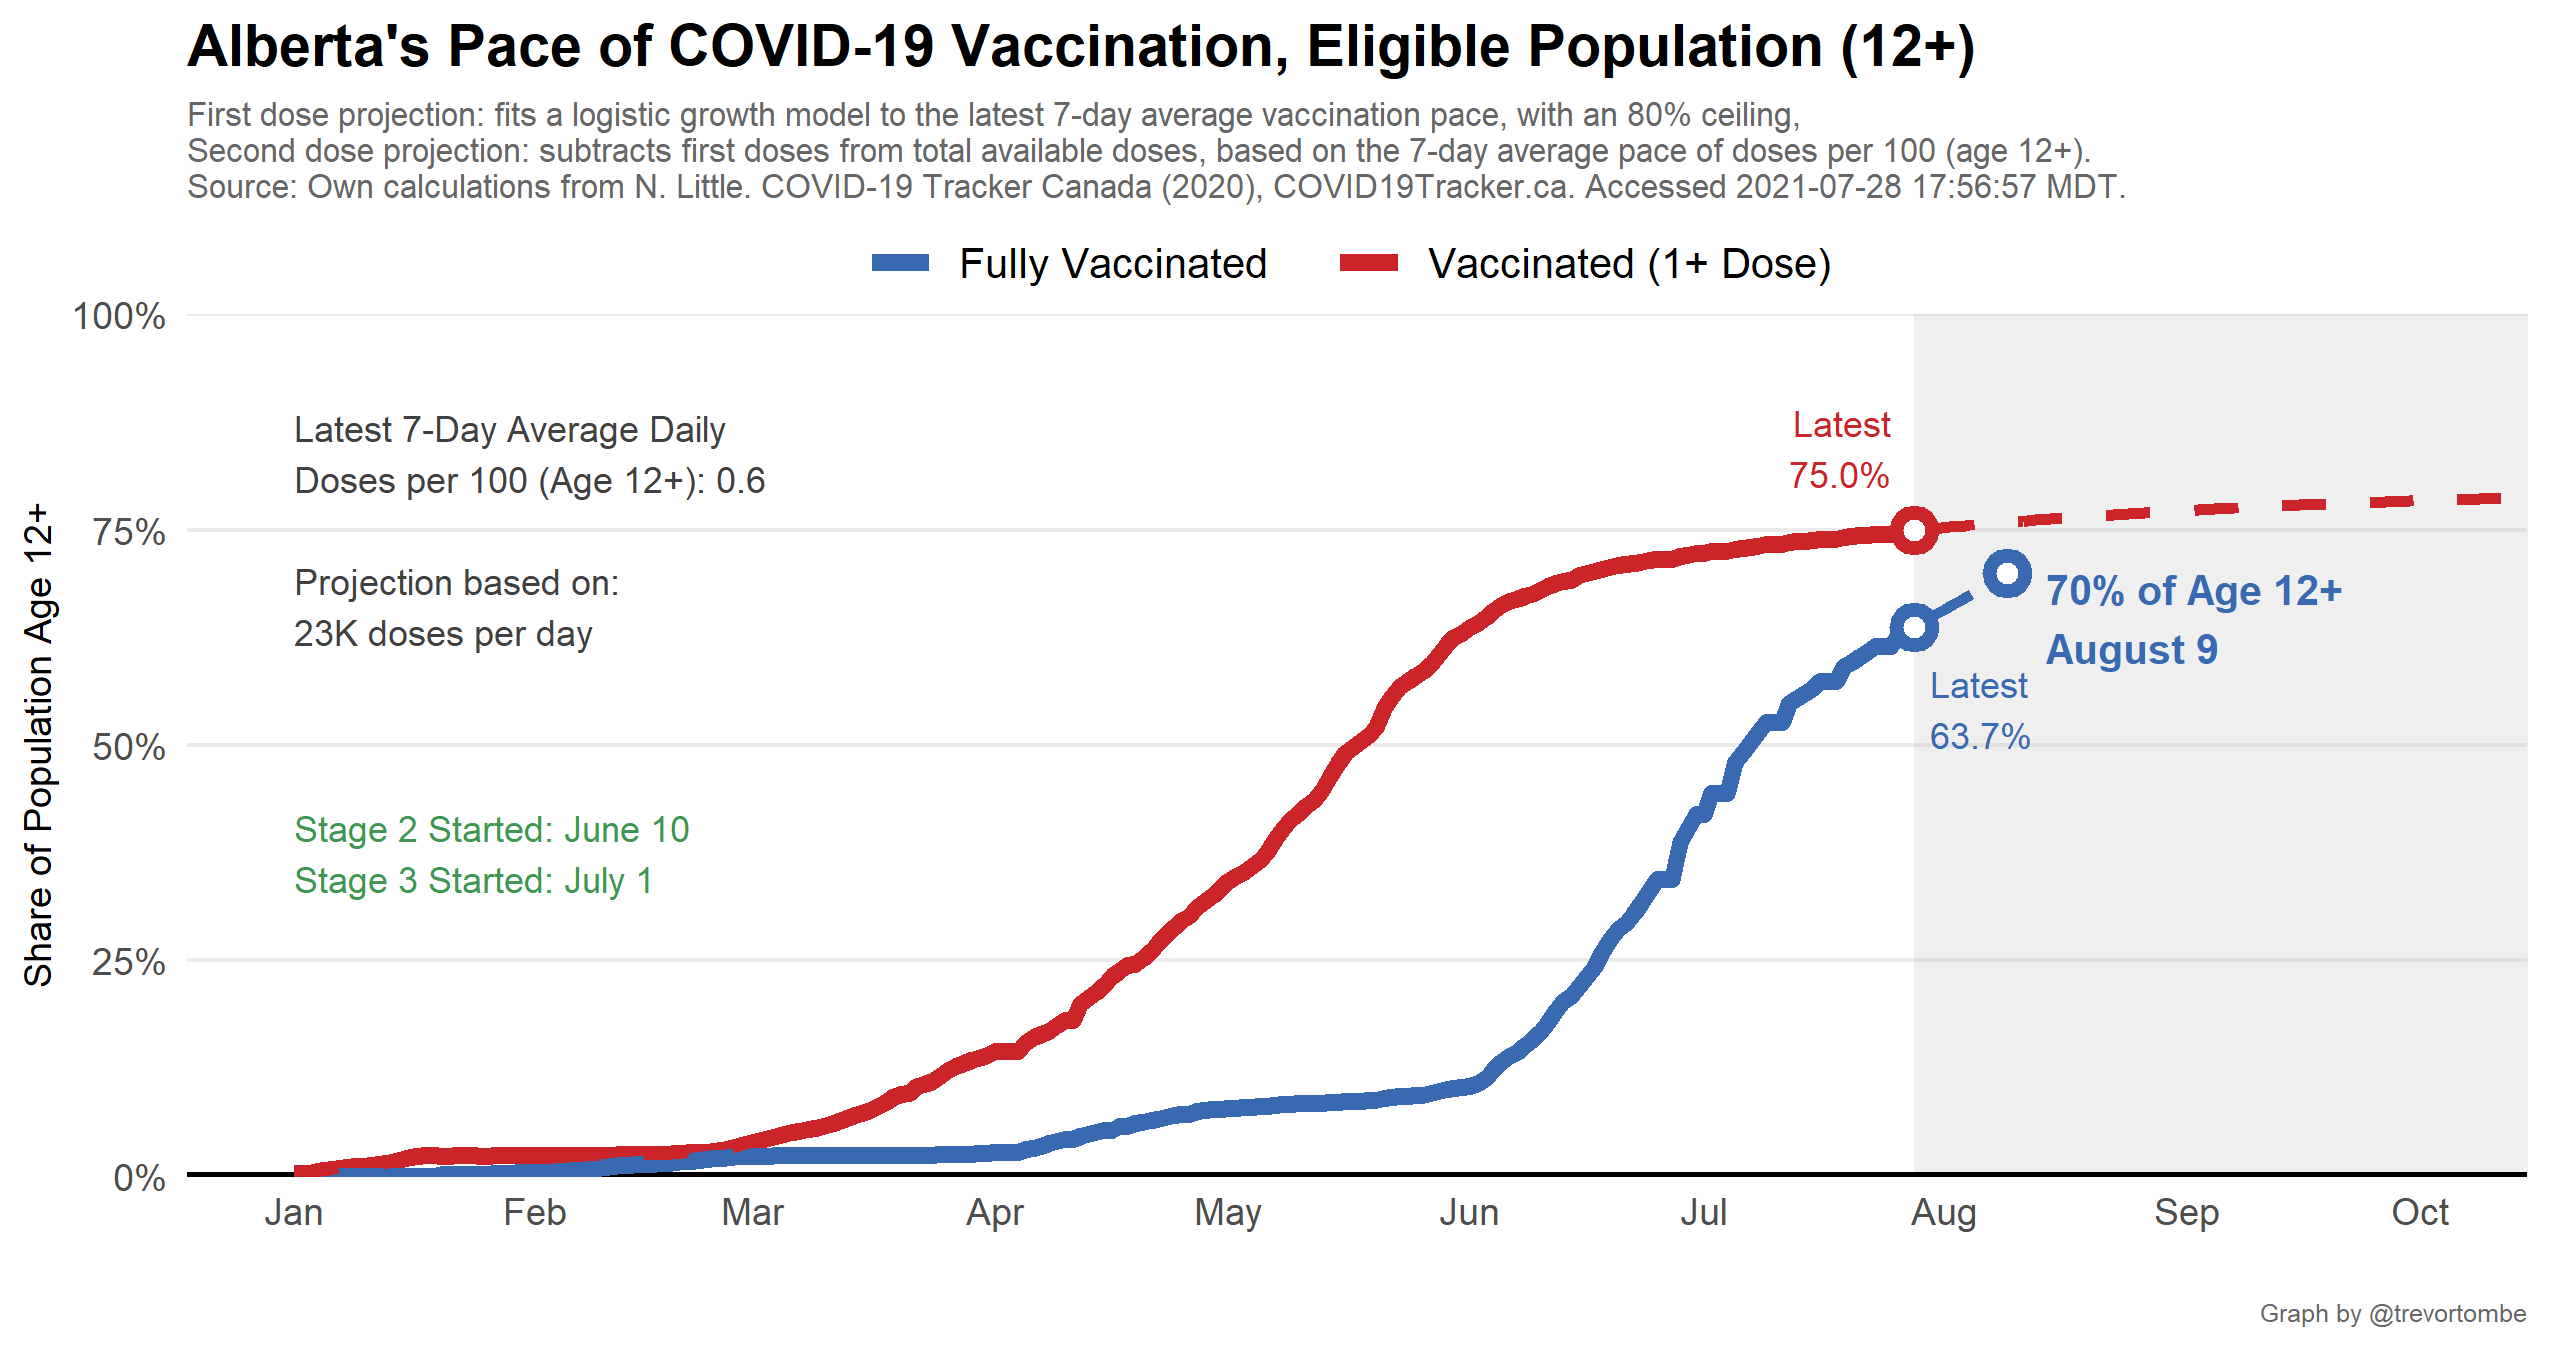 Alberta's Pace of COVID-19 Vaccination, Eligible Population (12+)
First dose projection: fits a logistic growth model to the latest 7-day average vaccination pace, with an 80% ceiling,
Second dose projection: subtracts first doses from total available doses, based on the 7-day average pace of doses per 100 (age 12+).
Source: Own calculations from N. Little. COVID-19 Tracker Canada (2020), COVID19Tracker.ca. Accessed 2021-07-28 17:56:57 MDT.
Fully Vaccinated
Vaccinated (1+ Dose)
Share of Population Age 12+
100%
75%
50%
25%
0%
Latest 7-Day Average Daily
Doses per 100 (Age 12+): 0.6
Projection based on:
23K doses per day
Stage 2 Started: June 10
Stage 3 Started: July 1
Latest
75.0%
70% of Age 12+
August 9
Latest
63.7%
Jan
Feb
Mar
Apr
May
Jun
Jul
Aug
Sep
Oct
Graph by @trevortombe